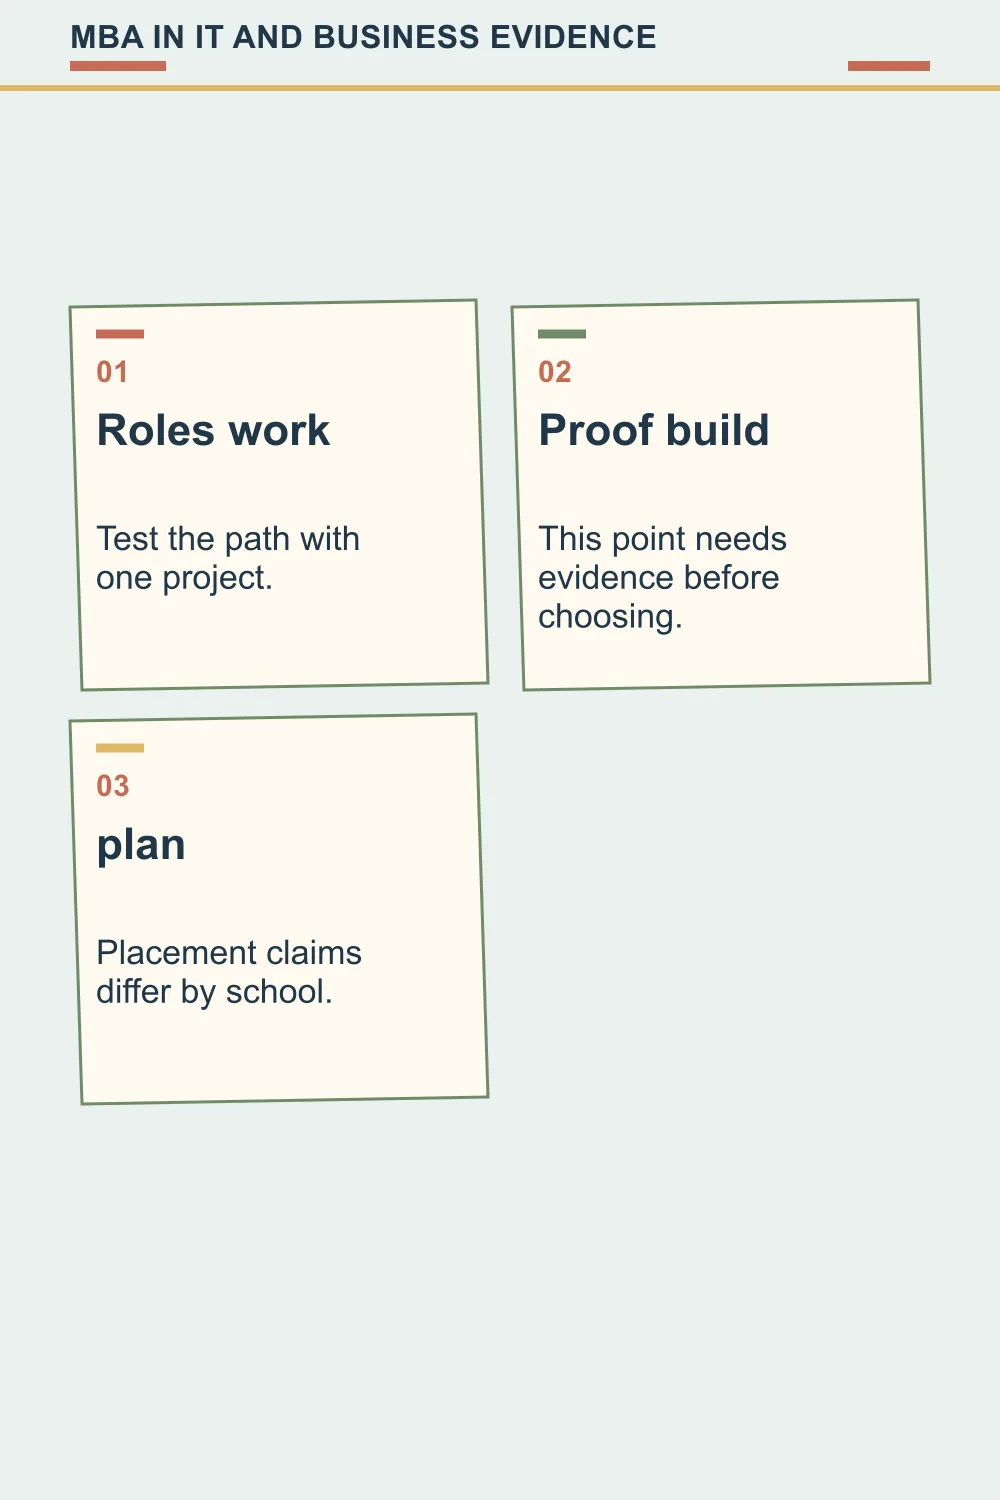 MBA IN IT AND BUSINESS EVIDENCE
01
Roles work
Test the path with
one project.
02
Proof build
This point needs
evidence before
choosing.
03
plan
Placement claims
differ by school.